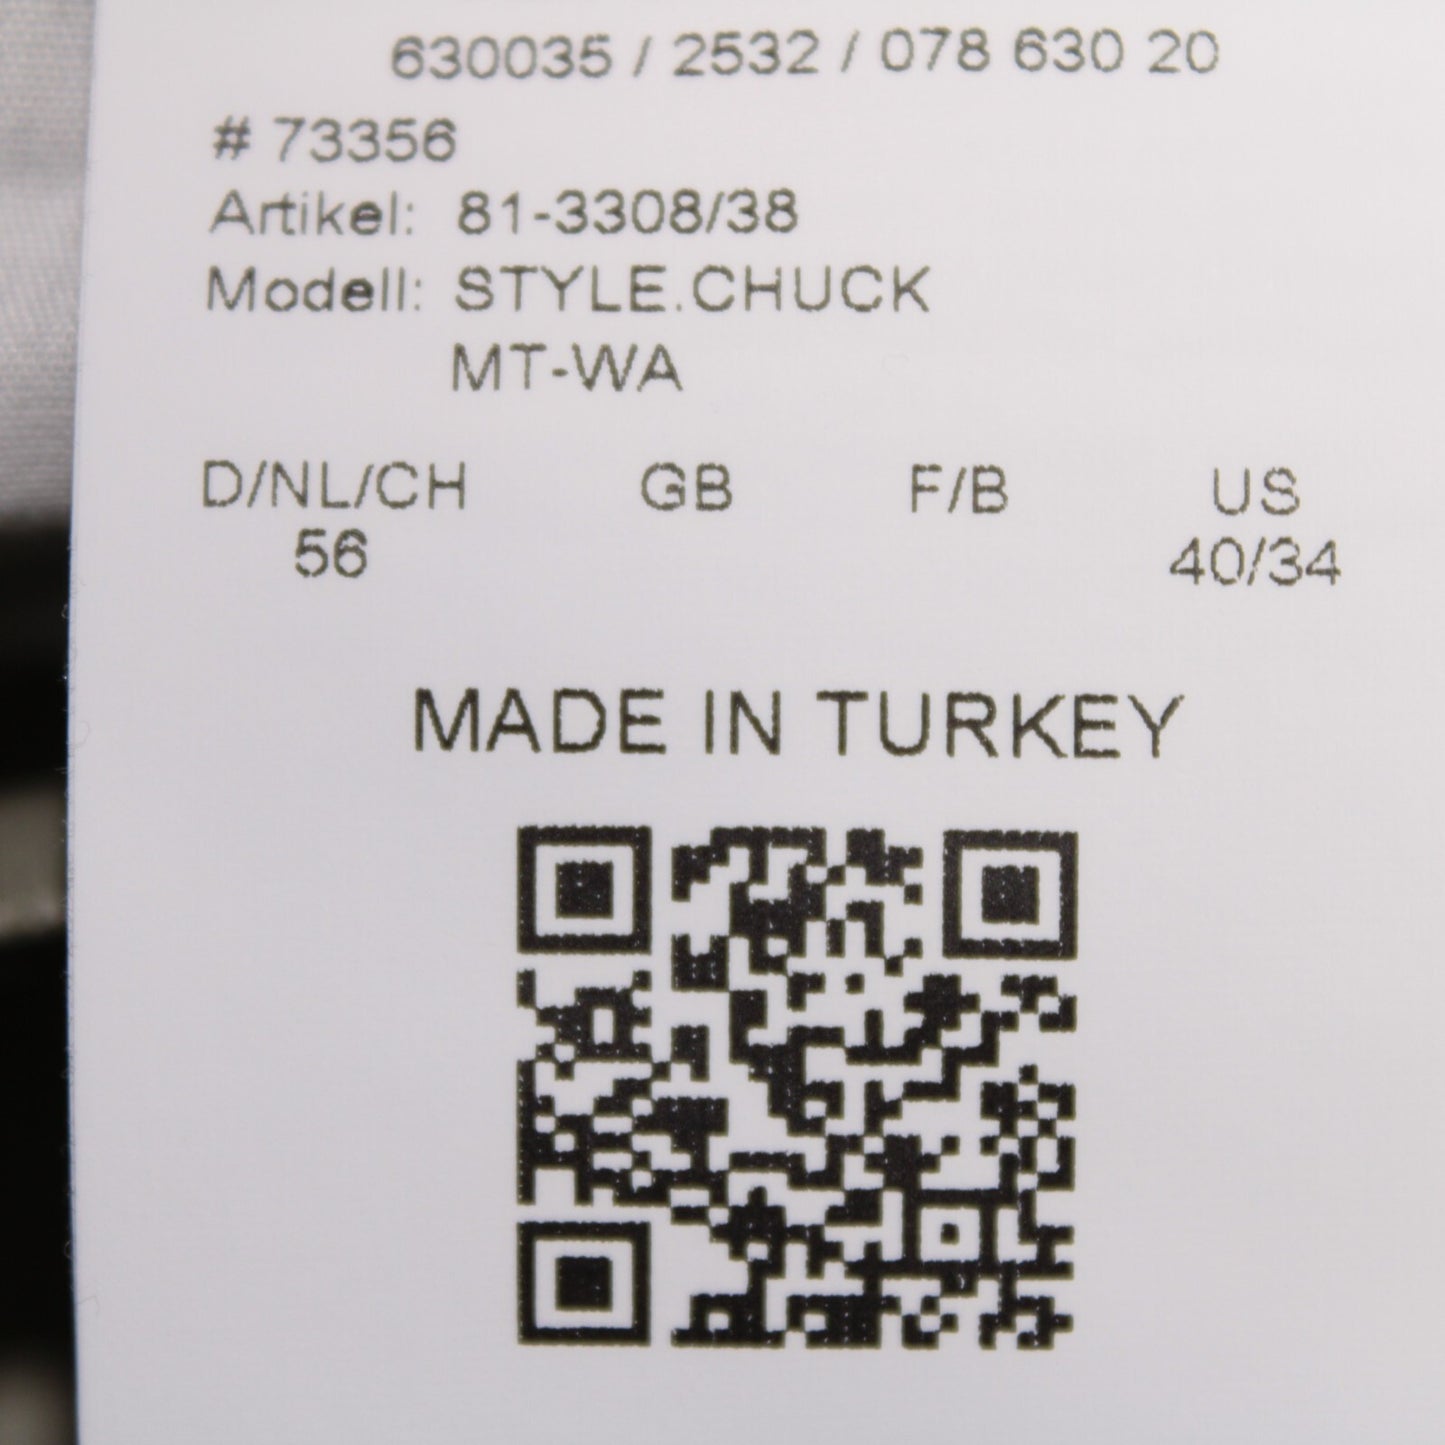 630035 / 2532 / 078 630 20
# 73356
Artikel: 81-3308/38
Modell: STYLE.CHUCK
MT-WA
D/NL/CH GB F/B US
56 40/34
MADE IN TURKEY